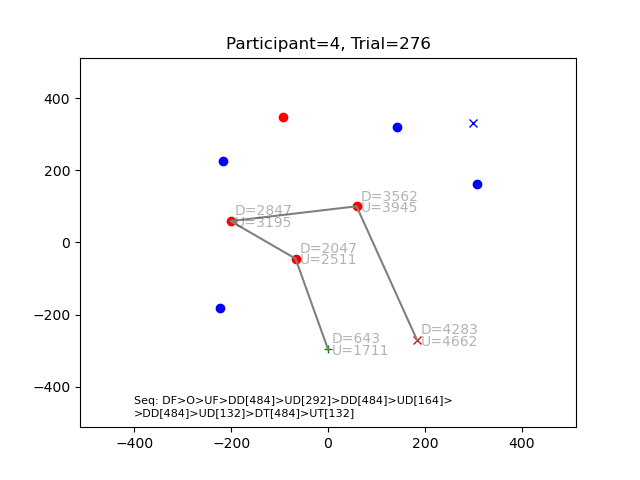 Participant=4, Trial=276
400
200
0
−200
−400
D=3562
U=3945
D=2847
U=3195
D=2047
U=2511
D=643
U=1711
D=4283
U=4662
Seq: DF>O>UF>DD[484]>UD[292]>DD[484]>UD[164]>
>DD[484]>UD[132]>DT[484]>UT[132]
−400 −200 0 200 400